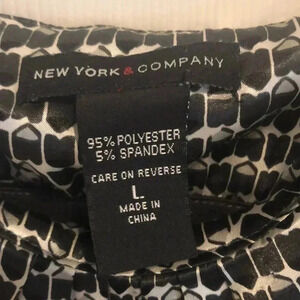 NEW YORK & COMPANY
95% POLYESTER
5% SPANDEX
CARE ON REVERSE
L
MADE IN
CHINA